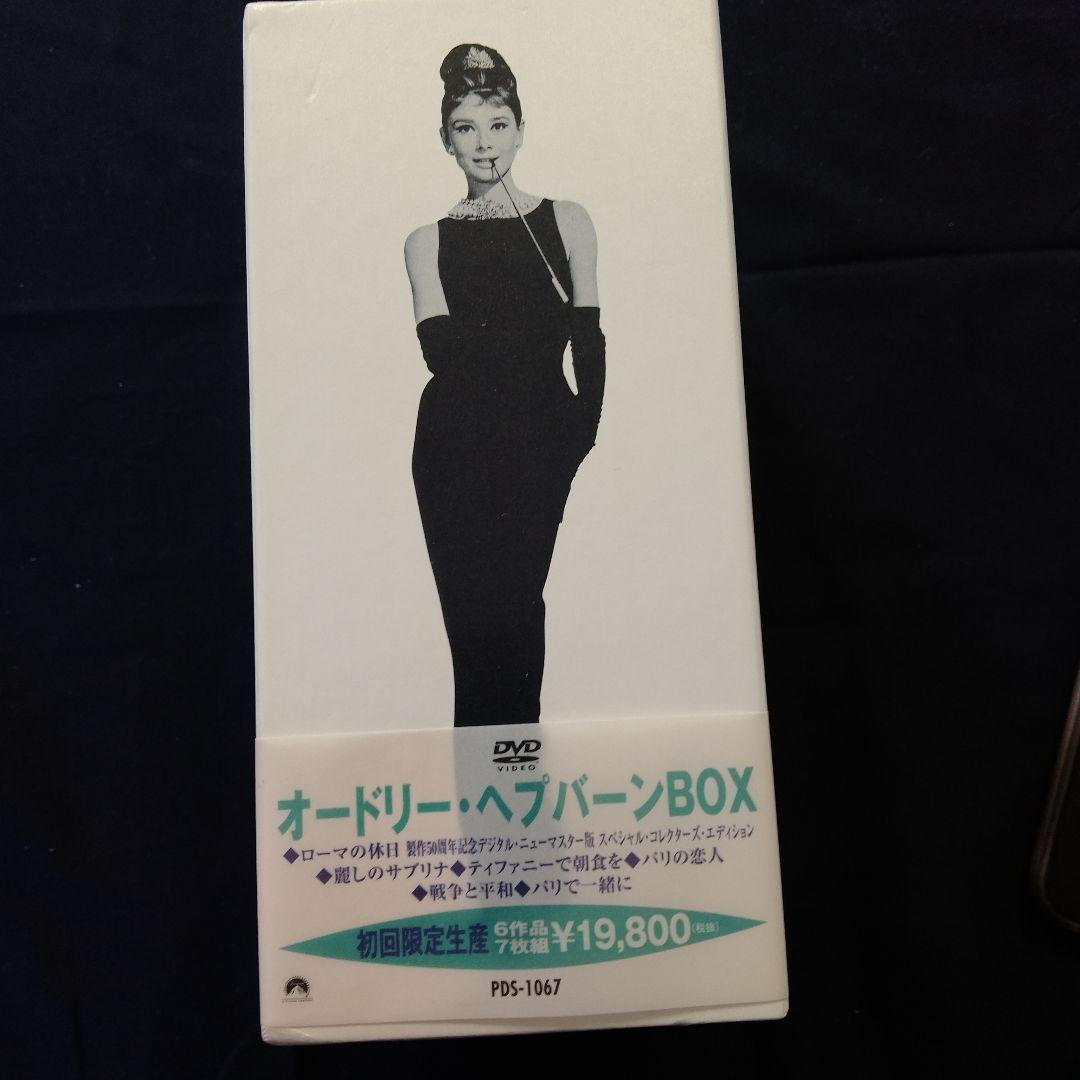 DVD
VIDEO
オードリー・ヘプバーンBOX
◆ローマの休日 製作50周年記念デジタル・ニューマスター版 スペシャル・コレクターズ・エディション
◆麗しのサブリナ◆ティファニーで朝食を◆パリの恋人
◆戦争と平和◆パリで一緒に
初回限定生産 6作品 7枚組 ¥19,800(税抜)
PDS-1067